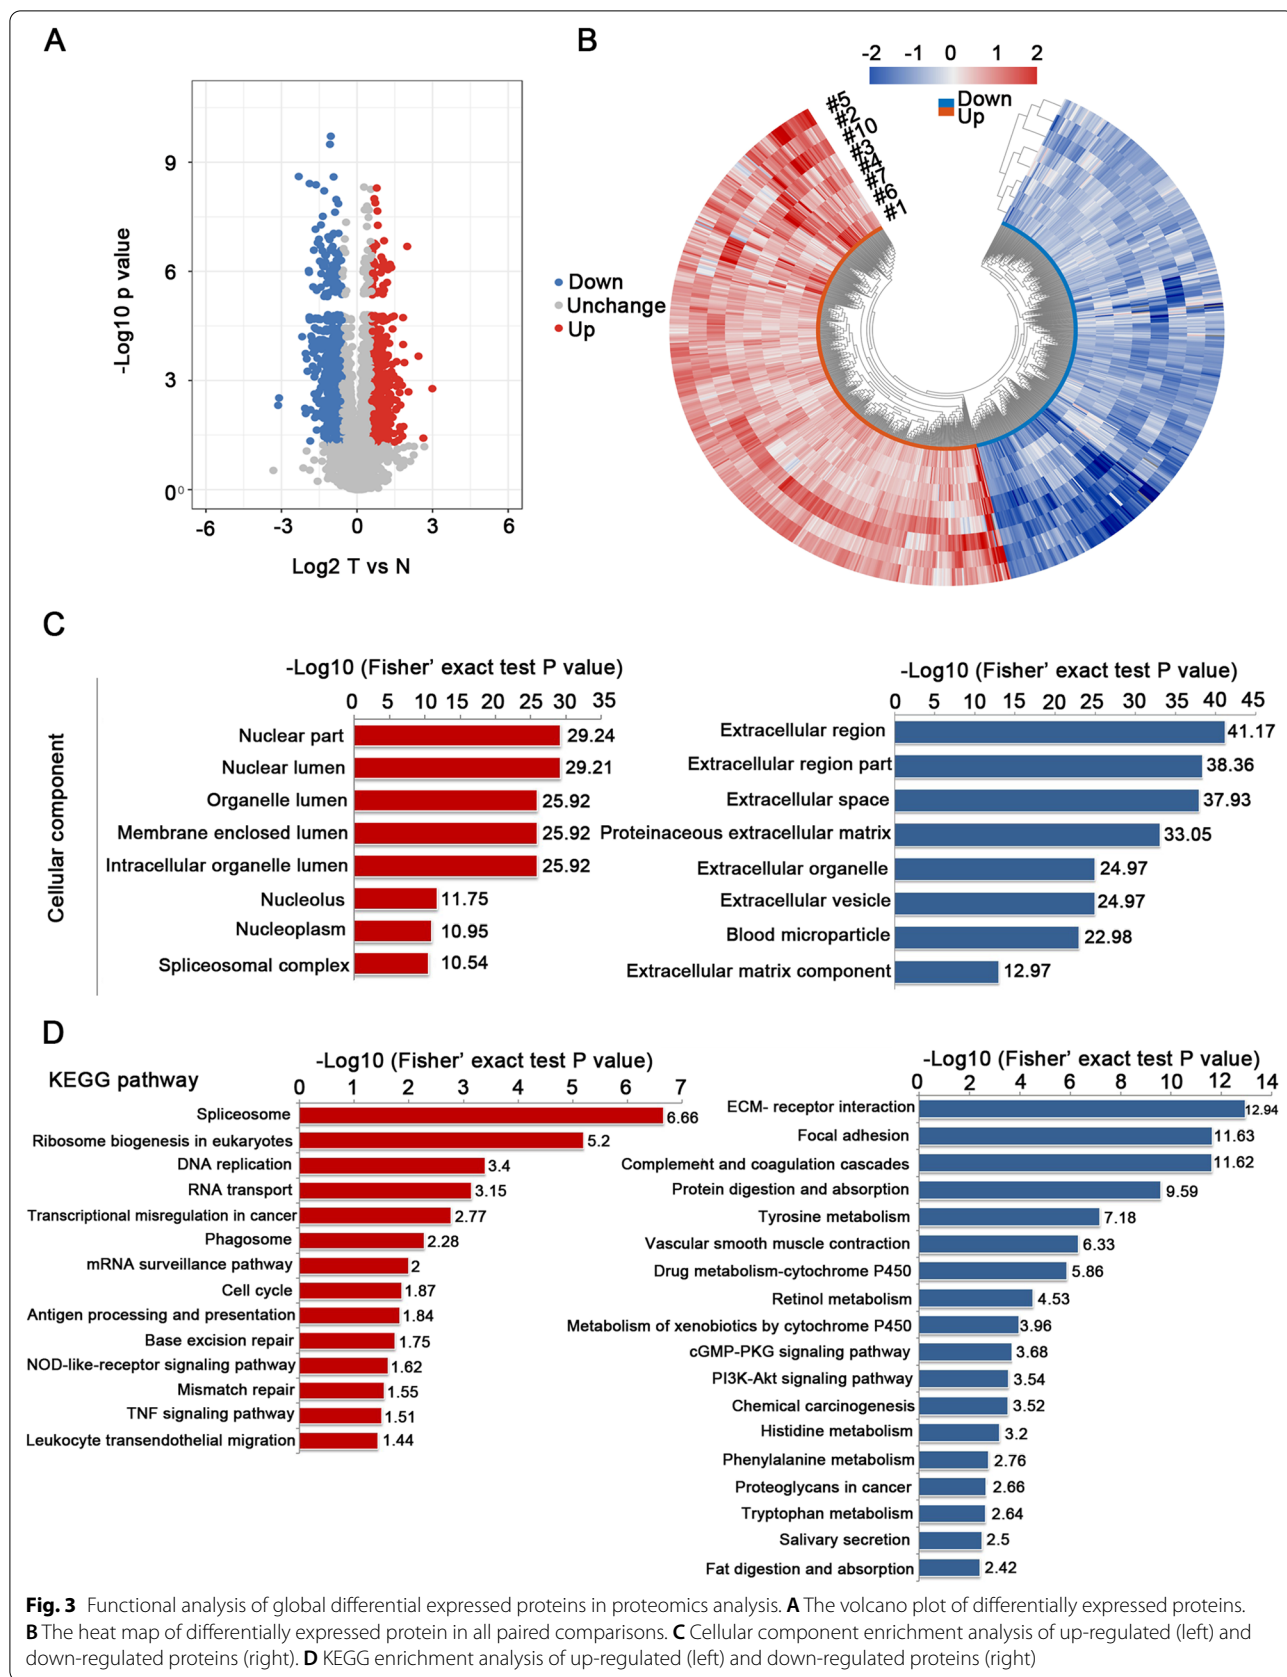 A
9
6
3
0
0
-Log10 p value
-6
-3
0
3
6
Log2 T vs N
Down
Unchange
Up
B
-2 -1 0 1 2
Down
Up
#5
#2
#10
#3
#4
#7
#6
#1
C
Cellular component
-Log10 (Fisher' exact test P value)
0 5 10 15 20 25 30 35
Nuclear part 29.24
Nuclear lumen 29.21
Organelle lumen 25.92
Membrane enclosed lumen 25.92
Intracellular organelle lumen 25.92
Nucleolus 11.75
Nucleoplasm 10.95
Spliceosomal complex 10.54
-Log10 (Fisher' exact test P value)
0 5 10 15 20 25 30 35 40 45
Extracellular region 41.17
Extracellular region part 38.36
Extracellular space 37.93
Proteinaceous extracellular matrix 33.05
Extracellular organelle 24.97
Extracellular vesicle 24.97
Blood microparticle 22.98
Extracellular matrix component 12.97
D
KEGG pathway
-Log10 (Fisher' exact test P value)
0 1 2 3 4 5 6 7
Spliceosome 6.66
Ribosome biogenesis in eukaryotes 5.2
DNA replication 3.4
RNA transport 3.15
Transcriptional misregulation in cancer 2.77
Phagosome 2.28
mRNA surveillance pathway 2
Cell cycle 1.87
Antigen processing and presentation 1.84
Base excision repair 1.75
NOD-like-receptor signaling pathway 1.62
Mismatch repair 1.55
TNF signaling pathway 1.51
Leukocyte transendothelial migration 1.44
-Log10 (Fisher' exact test P value)
0 2 4 6 8 10 12 14
ECM- receptor interaction 12.94
Focal adhesion 11.63
Complement and coagulation cascades 11.62
Protein digestion and absorption 9.59
Tyrosine metabolism 7.18
Vascular smooth muscle contraction 6.33
Drug metabolism-cytochrome P450 5.86
Retinol metabolism 4.53
Metabolism of xenobiotics by cytochrome P450 3.96
cGMP-PKG signaling pathway 3.68
PI3K-Akt signaling pathway 3.54
Chemical carcinogenesis 3.52
Histidine metabolism 3.2
Phenylalanine metabolism 2.76
Proteoglycans in cancer 2.66
Tryptophan metabolism 2.64
Salivary secretion 2.5
Fat digestion and absorption 2.42
Fig. 3 Functional analysis of global differential expressed proteins in proteomics analysis. A The volcano plot of differentially expressed proteins.
B The heat map of differentially expressed protein in all paired comparisons. C Cellular component enrichment analysis of up-regulated (left) and
down-regulated proteins (right). D KEGG enrichment analysis of up-regulated (left) and down-regulated proteins (right)